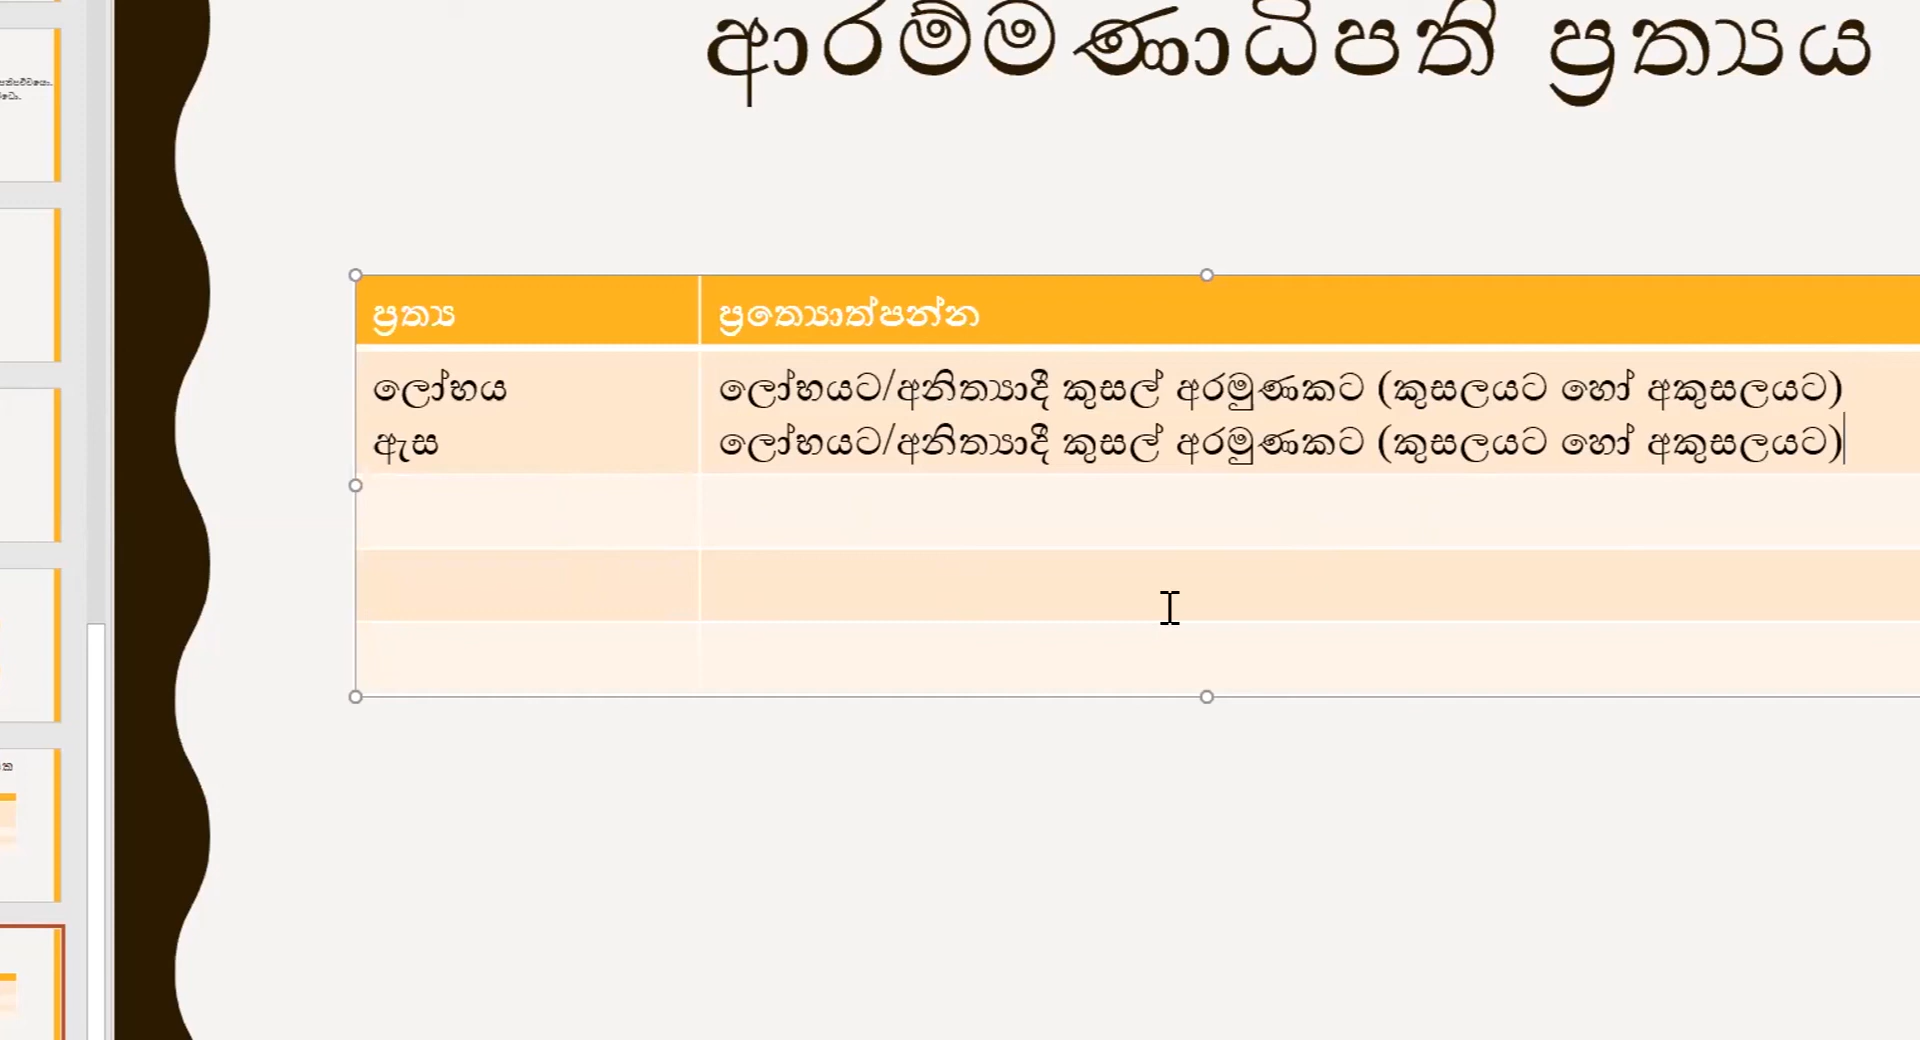 ආරම්මණාධිපති ප්‍රත්‍යය
ප්‍රත්‍ය
ප්‍රත්‍යොත්පන්න
ලෝභය
ලෝභයට/අනිත්‍යාදී කුසල් අරමුණකට (කුසලයට හෝ අකුසලයට)
ඇස
ලෝභයට/අනිත්‍යාදී කුසල් අරමුණකට (කුසලයට හෝ අකුසලයට)